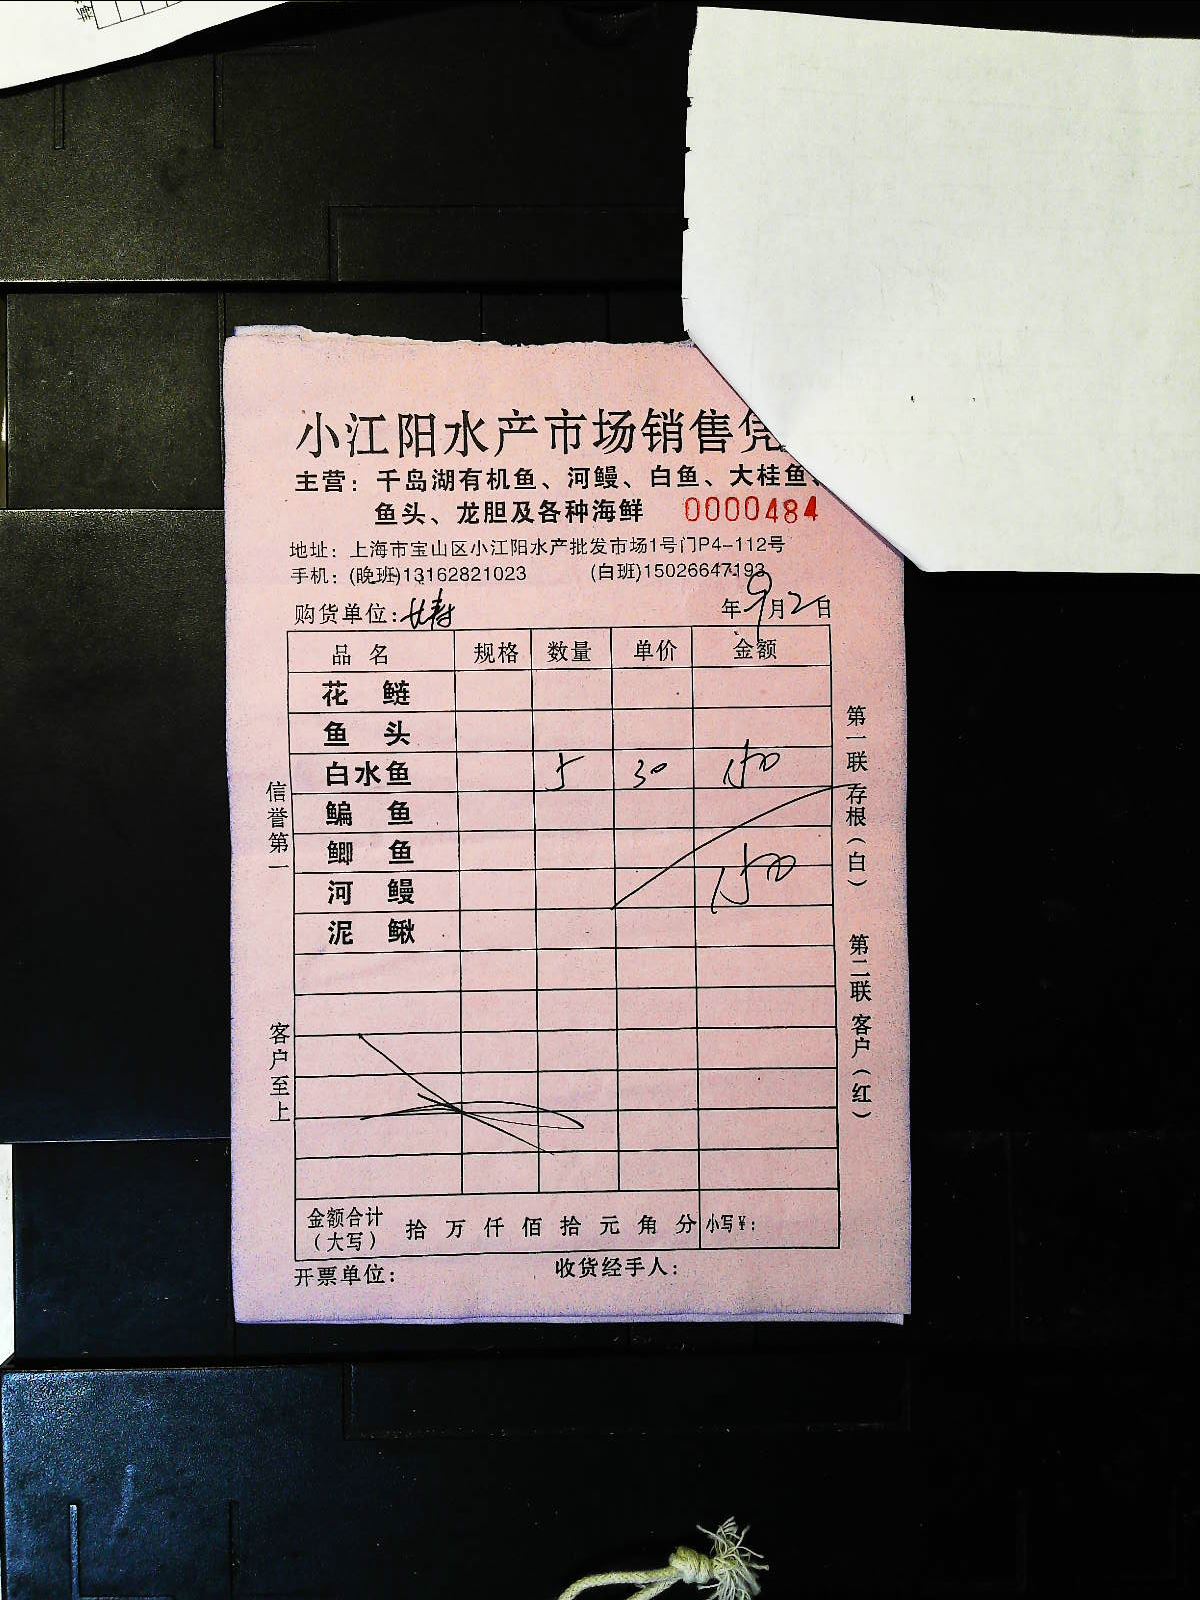 小江阳水产市场销售凭
主营：千岛湖有机鱼、河鳗、白鱼、大桂鱼、
鱼头、龙胆及各种海鲜 0000484
地址：上海市宝山区小江阳水产批发市场1号门P4-112号
手机：(晚班)13162821023 (白班)15026647193
购货单位： 年9月2日
品名 规格 数量 单价 金额
花鲢
鱼头
白水鱼 5 30 150
鳊鱼
鲫鱼
河鳗 150
泥鳅
金额合计（大写） 拾万仟佰拾元角分 小写¥：
开票单位： 收货经手人：
信誉第一
客户至上
第一联 存根（白）
第二联 客户（红）